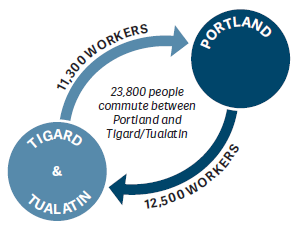 PORTLAND
11,300 WORKERS
23,800 people
commute between
Portland and
Tigard/Tualatin
TIGARD
&
TUALATIN
12,500 WORKERS